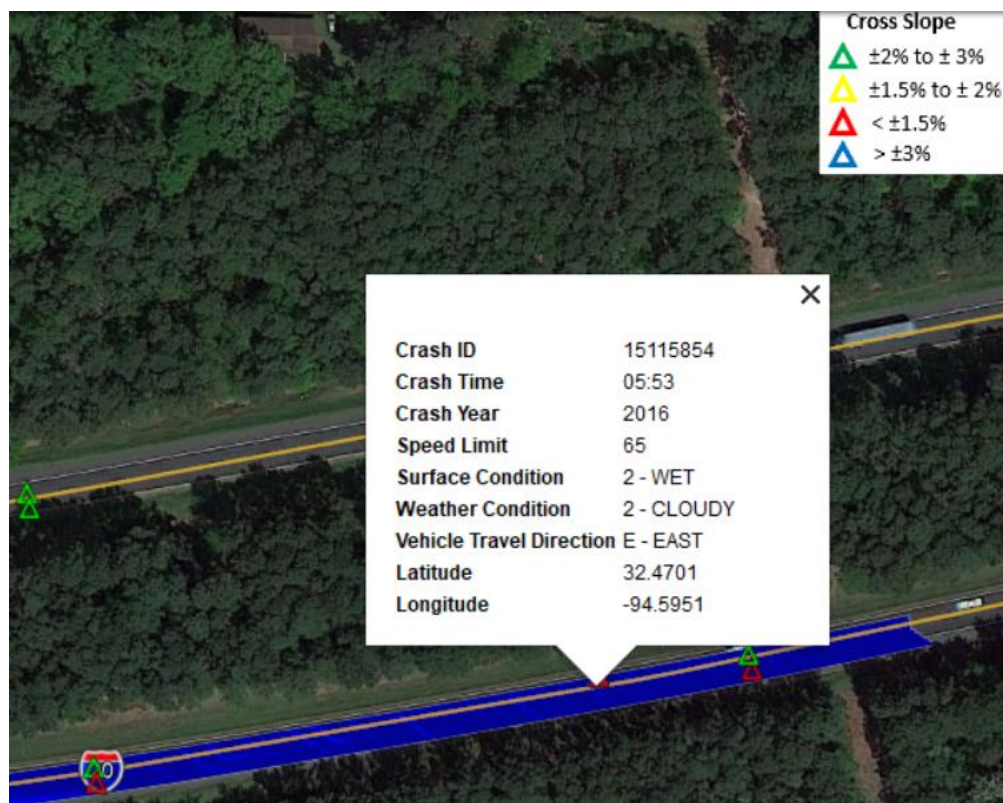 Cross Slope
±2% to ± 3%
±1.5% to ± 2%
< ±1.5%
> ±3%
Crash ID 15115854
Crash Time 05:53
Crash Year 2016
Speed Limit 65
Surface Condition 2 - WET
Weather Condition 2 - CLOUDY
Vehicle Travel Direction E - EAST
Latitude 32.4701
Longitude -94.5951